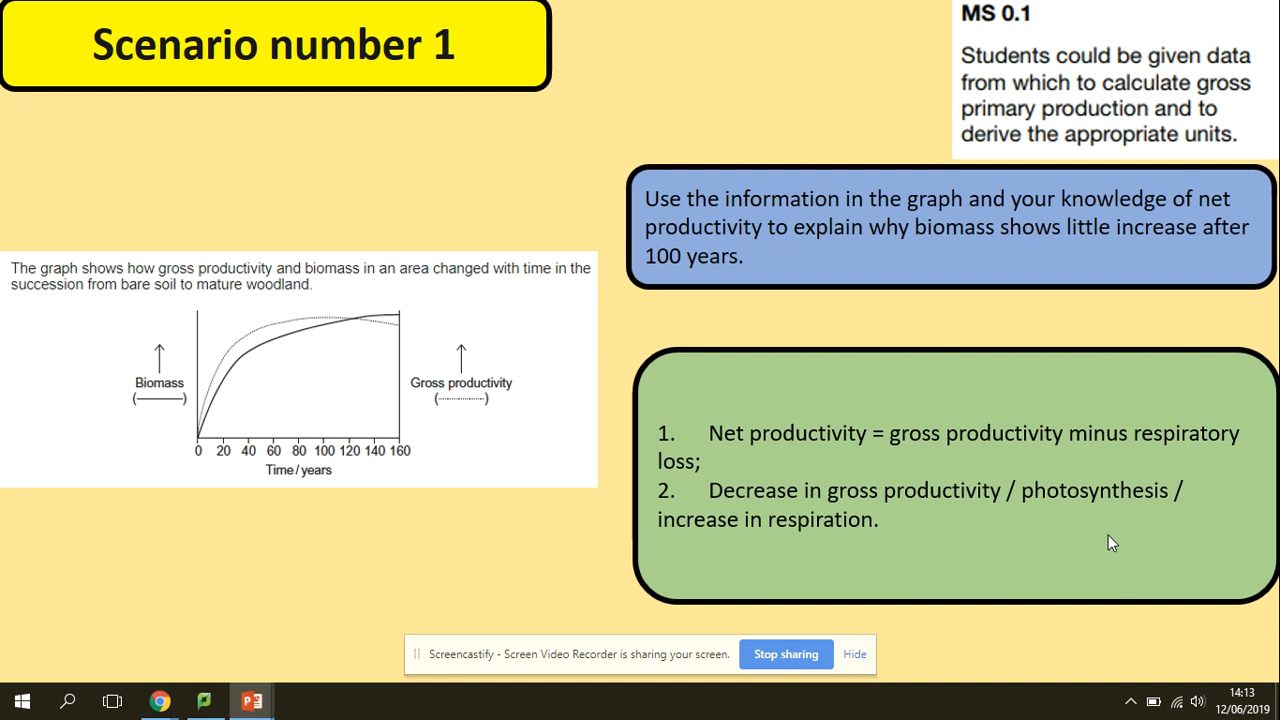 Scenario number 1
MS 0.1
Students could be given data
from which to calculate gross
primary production and to
derive the appropriate units.
Use the information in the graph and your knowledge of net
productivity to explain why biomass shows little increase after
100 years.
The graph shows how gross productivity and biomass in an area changed with time in the
succession from bare soil to mature woodland.
Biomass
Gross productivity
0 20 40 60 80 100 120 140 160
Time/years
1. Net productivity = gross productivity minus respiratory
loss;
2. Decrease in gross productivity / photosynthesis /
increase in respiration.
Screencastify - Screen Video Recorder is sharing your screen.
Stop sharing
Hide
14:13
12/06/2019